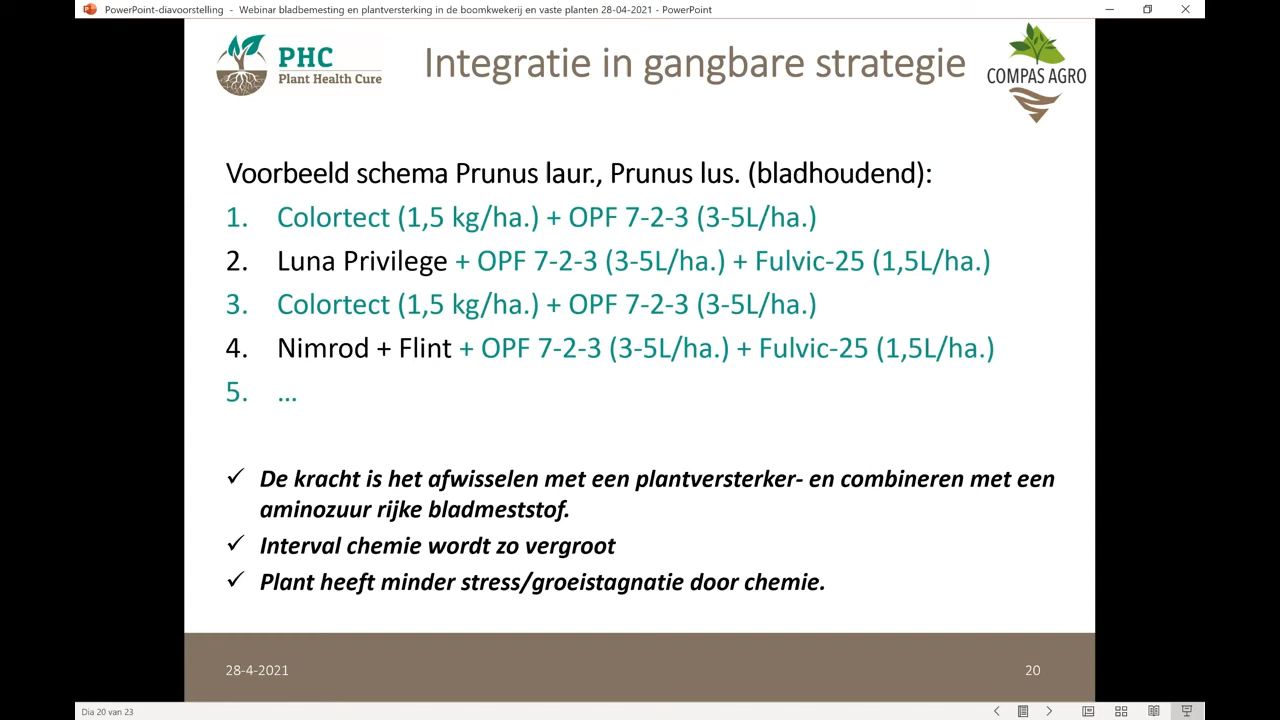 PowerPoint-diavoorstelling - Webinar bladbemesting en plantversterking in de boomkwekerij en vaste planten 28-04-2021 - PowerPoint
PHC
Plant Health Cure
Integratie in gangbare strategie
COMPAS AGRO
Voorbeeld schema Prunus laur., Prunus lus. (bladhoudend):
1. Colortect (1,5 kg/ha.) + OPF 7-2-3 (3-5L/ha.)
2. Luna Privilege + OPF 7-2-3 (3-5L/ha.) + Fulvic-25 (1,5L/ha.)
3. Colortect (1,5 kg/ha.) + OPF 7-2-3 (3-5L/ha.)
4. Nimrod + Flint + OPF 7-2-3 (3-5L/ha.) + Fulvic-25 (1,5L/ha.)
5. …
✓ De kracht is het afwisselen met een plantversterker- en combineren met een
aminozuur rijke bladmeststof.
✓ Interval chemie wordt zo vergroot
✓ Plant heeft minder stress/groeistagnatie door chemie.
28-4-2021
20
Dia 20 van 23